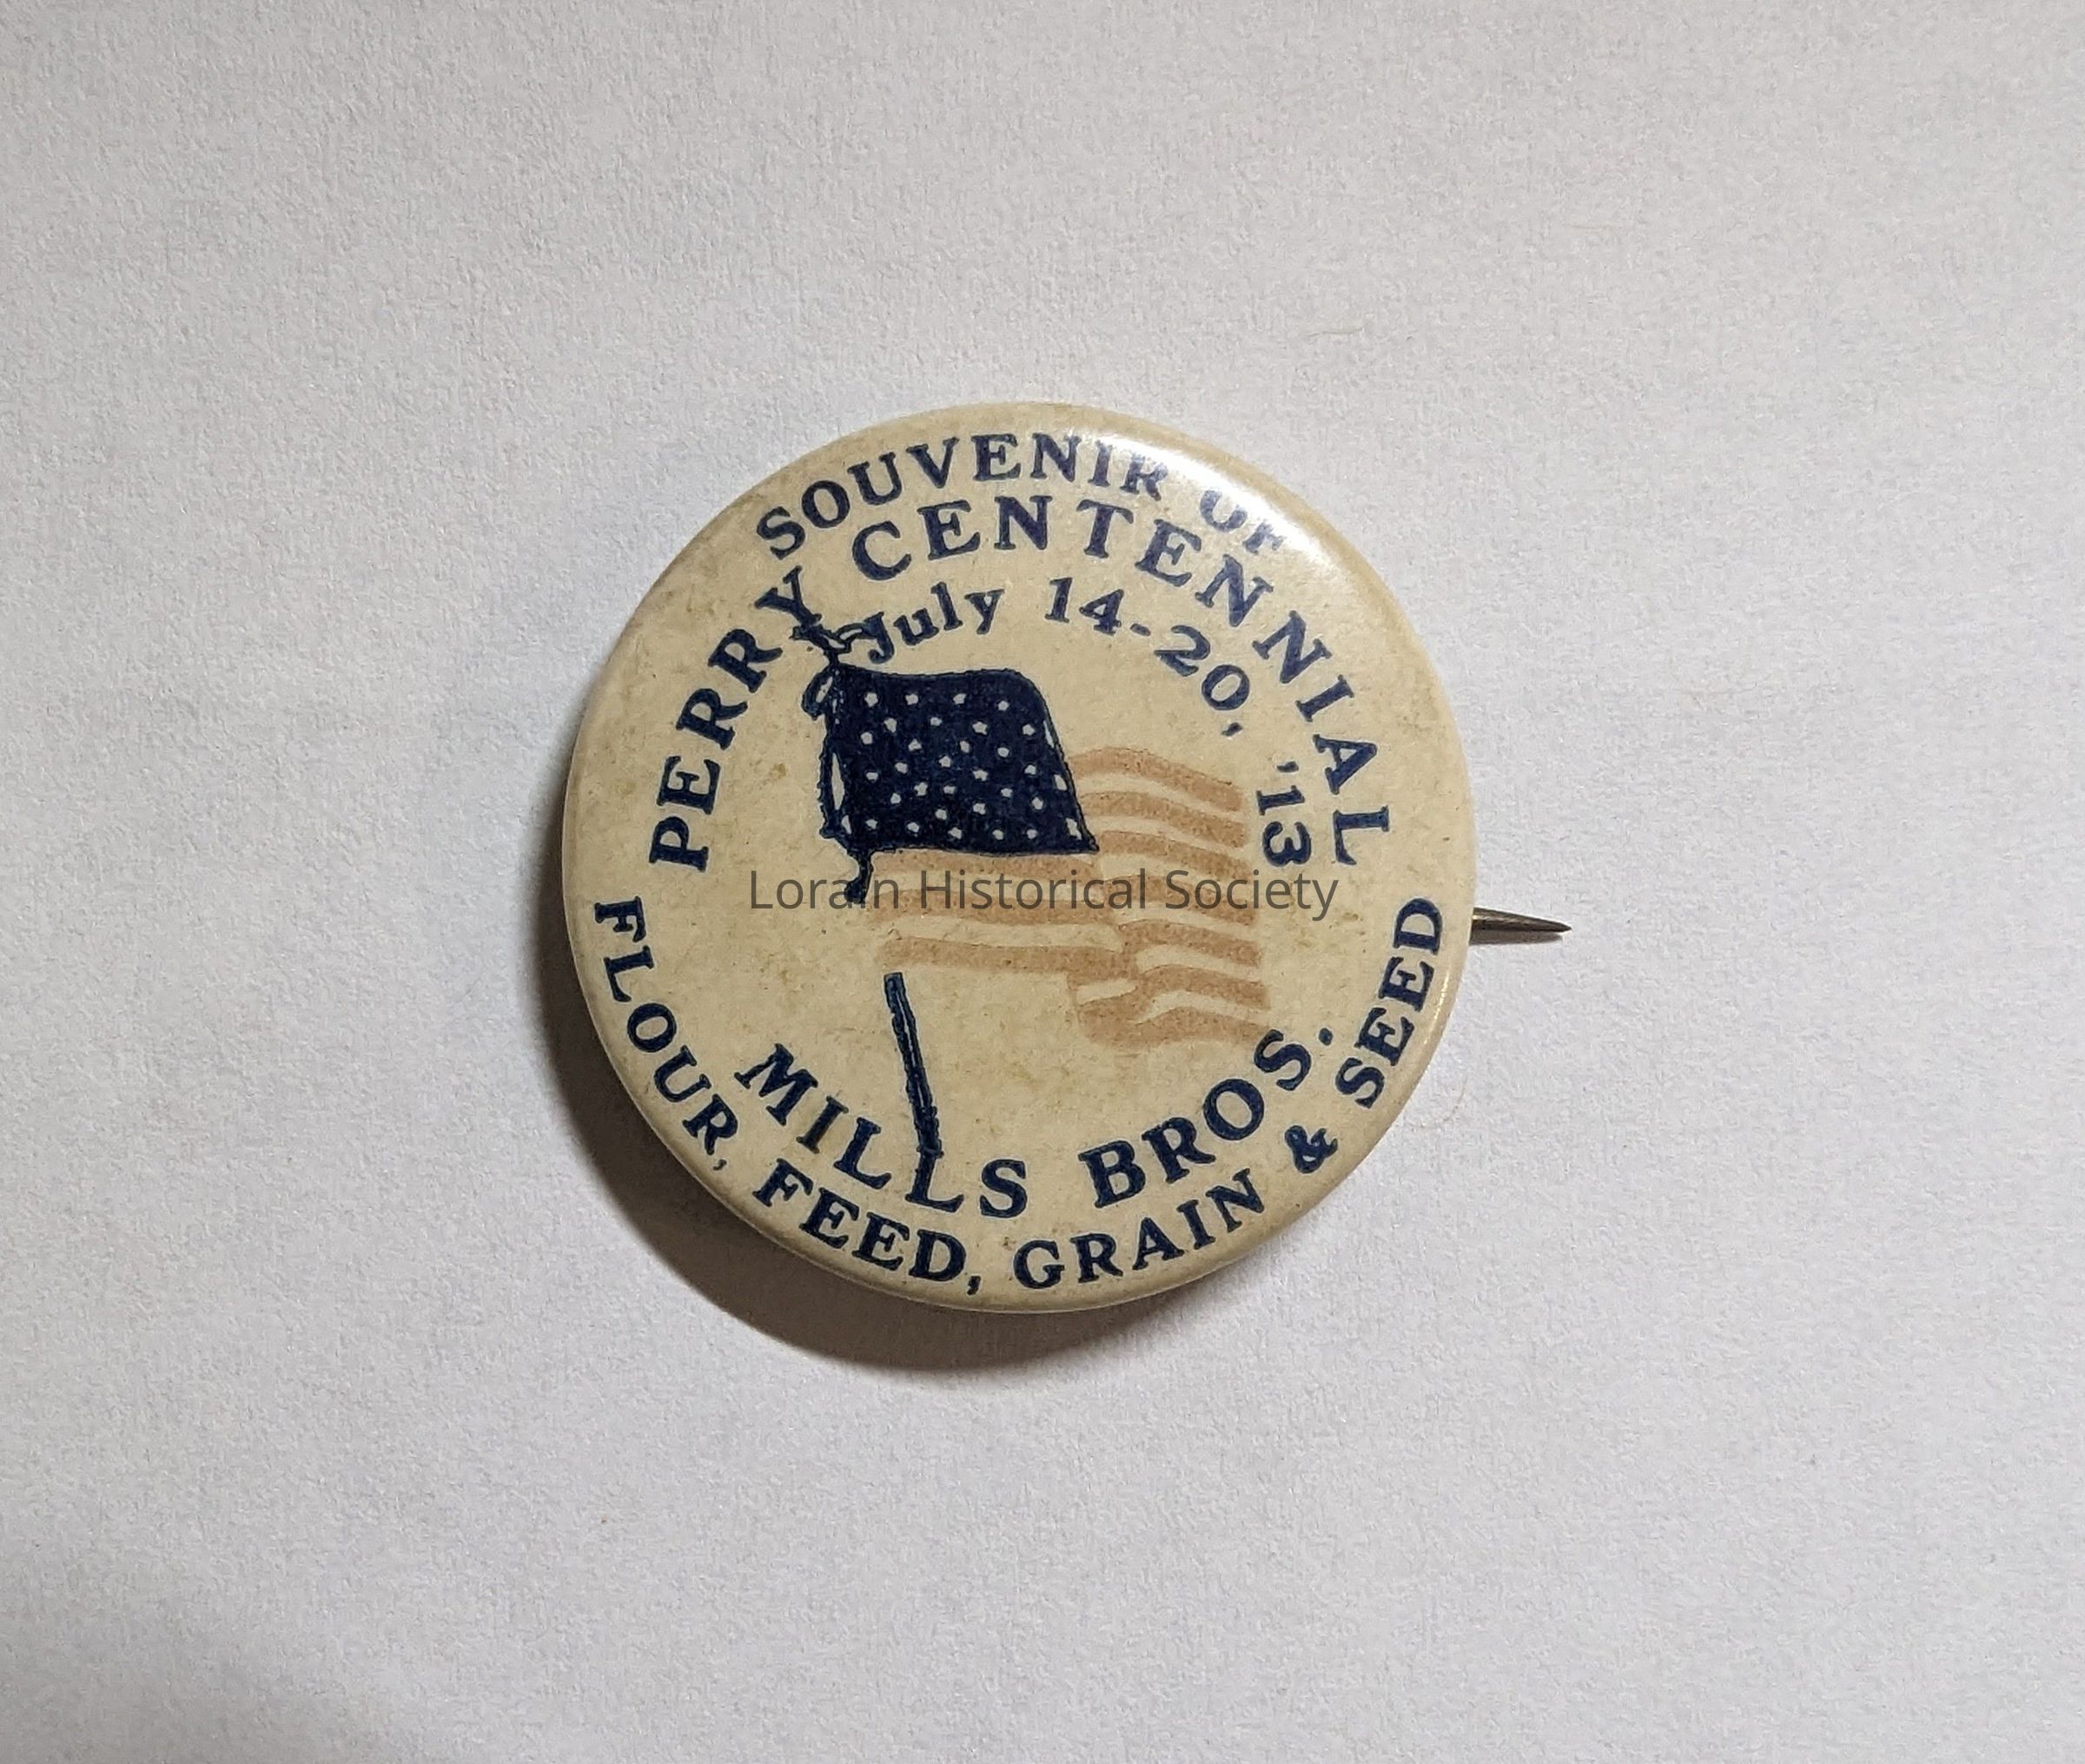 SOUVENIR OF
PERRY CENTENNIAL
July 14-20, '13
Lorain Historical Society
MILLS BROS.
FLOUR, FEED, GRAIN & SEED